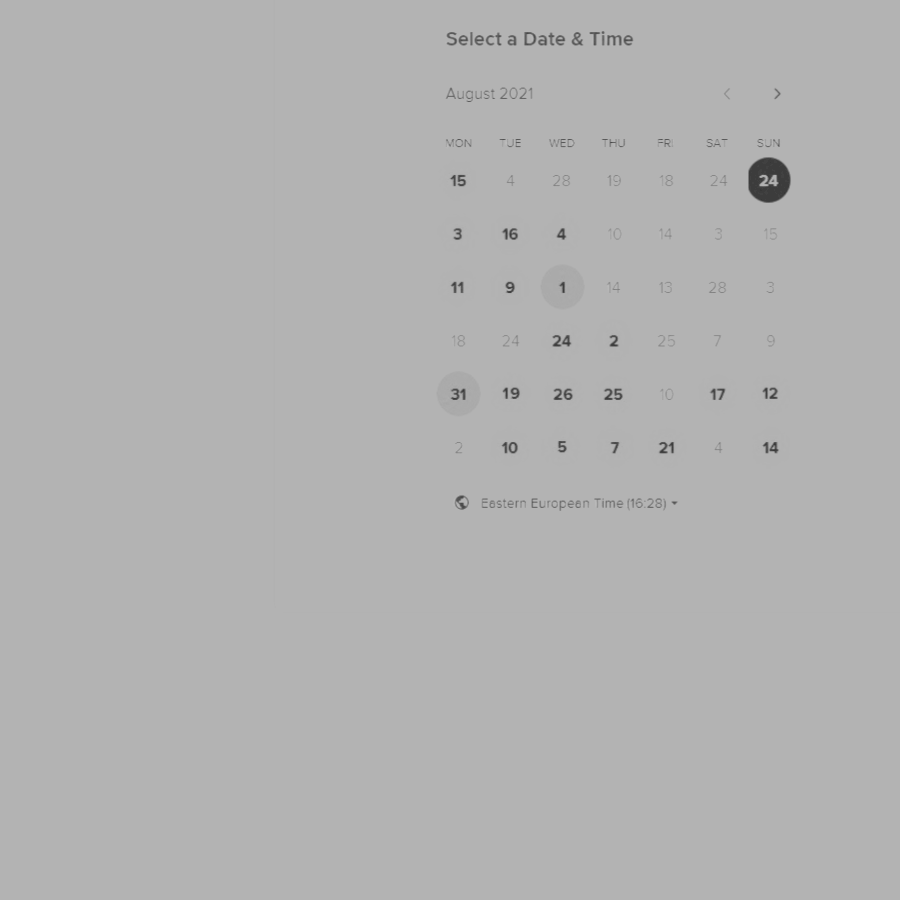 Select a Date & Time
August 2021
MON TUE WED THU FRI SAT SUN
15 4 28 19 18 24 24
3 16 4 10 14 3 15
11 9 1 14 13 28 3
18 24 24 2 25 7 9
31 19 26 25 10 17 12
2 10 5 7 21 4 14
Eastern European Time (16:28)